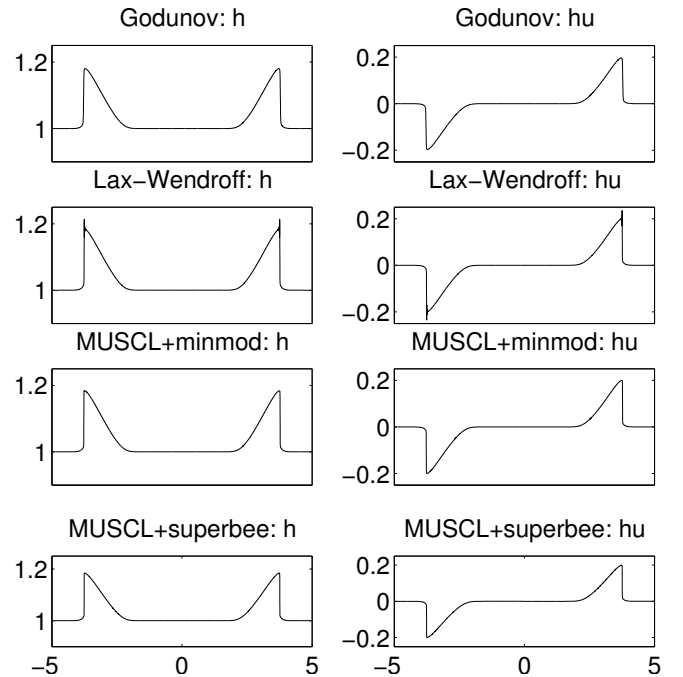 Godunov: h
1.2
1
Godunov: hu
0.2
0
−0.2
Lax−Wendroff: h
1.2
1
Lax−Wendroff: hu
0.2
0
−0.2
MUSCL+minmod: h
1.2
1
MUSCL+minmod: hu
0.2
0
−0.2
MUSCL+superbee: h
1.2
1
−5 0 5
MUSCL+superbee: hu
0.2
0
−0.2
−5 0 5